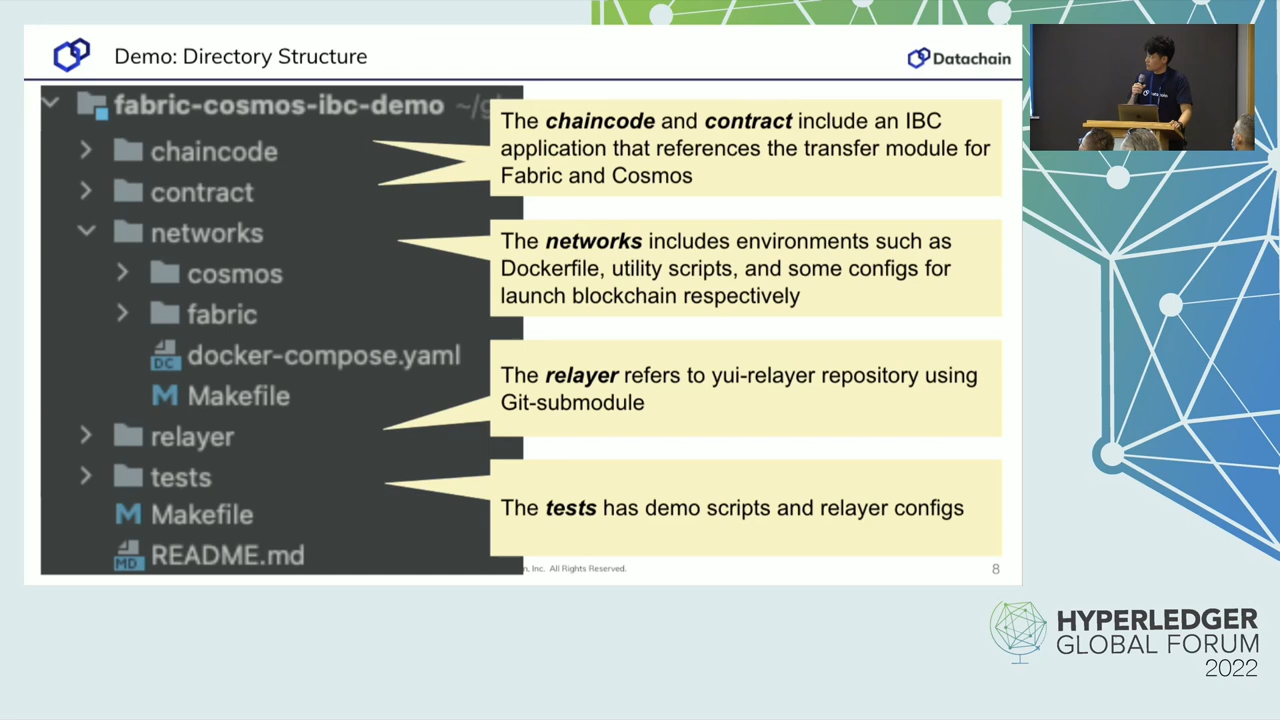 Demo: Directory Structure
Datachain
fabric-cosmos-ibc-demo
chaincode
contract
networks
cosmos
fabric
docker-compose.yaml
Makefile
relayer
tests
Makefile
README.md
The chaincode and contract include an IBC
application that references the transfer module for
Fabric and Cosmos
The networks includes environments such as
Dockerfile, utility scripts, and some configs for
launch blockchain respectively
The relayer refers to yui-relayer repository using
Git-submodule
The tests has demo scripts and relayer configs
Inc. All Rights Reserved.
8
HYPERLEDGER
GLOBAL FORUM
2022